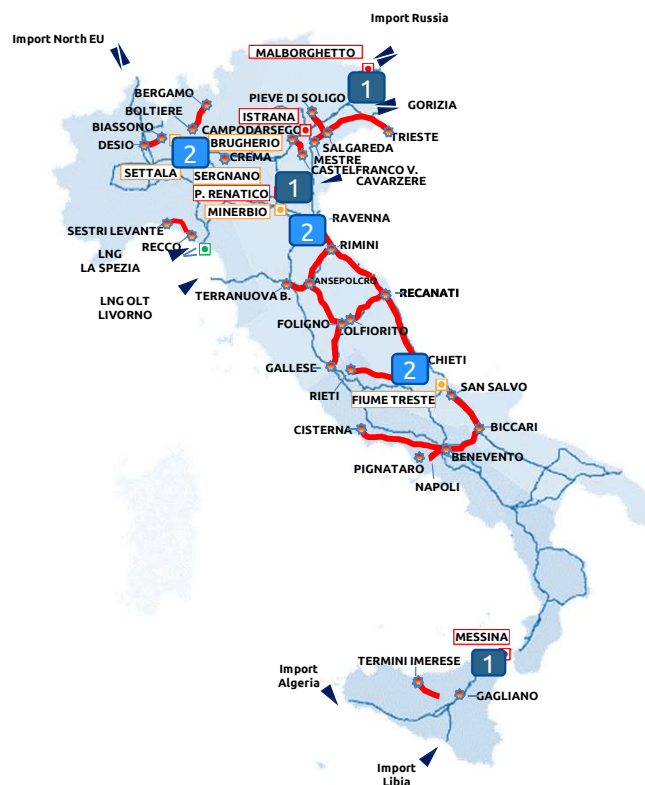 Import Russia
Import North EU
MALBORGHETTO
1
BERGAMO
PIEVE DI SOLIGO
BOLTIERE
GORIZIA
ISTRANA
BIASSONO
CAMPODARSEGO
TRIESTE
DESIO
BRUGHERIO
SALGAREDA
2
CREMA
MESTRE
CASTELFRANCO V.
SETTALA
SERGNANO
CAVARZERE
P. RENATICO
1
MINERBIO
RAVENNA
SESTRI LEVANTE
2
RECCO
RIMINI
LNG
LA SPEZIA
ANSEPOLCRO
LNG OLT
LIVORNO
TERRANUOVA B.
RECANATI
FOLIGNO
OLFIORITO
CHIETI
GALLESE
2
SAN SALVO
RIETI
FIUME TRESTE
CISTERNA
BICCARI
BENEVENTO
PIGNATARO
NAPOLI
MESSINA
1
TERMINI IMERESE
Import
Algeria
GAGLIANO
Import
Libia